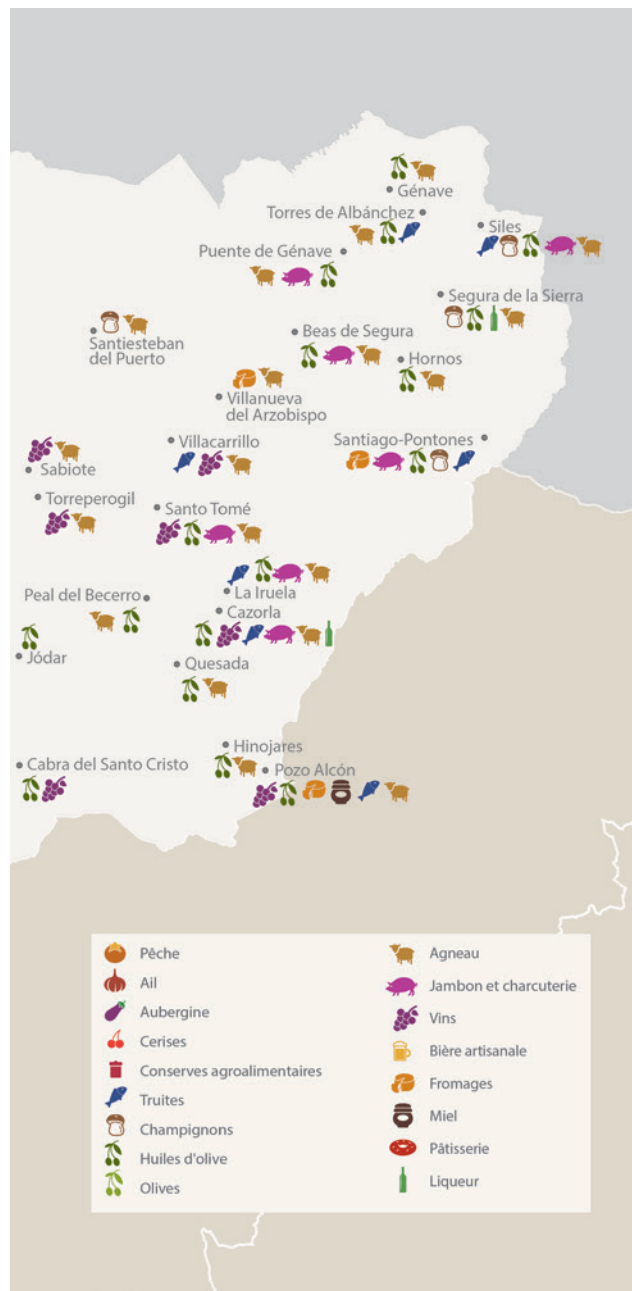 Génave
Torres de Albánchez
Siles
Puente de Génave
Segura de la Sierra
Santiesteban
del Puerto
Beas de Segura
Hornos
Villanueva
del Arzobispo
Villacarrillo
Santiago-Pontones
Sabiote
Torreperogil
Santo Tomé
La Iruela
Peal del Becerro
Cazorla
Jódar
Quesada
Hinojares
Cabra del Santo Cristo
Pozo Alcón
Pêche
Ail
Aubergine
Cerises
Conserves agroalimentaires
Truites
Champignons
Huiles d'olive
Olives
Agneau
Jambon et charcuterie
Vins
Bière artisanale
Fromages
Miel
Pâtisserie
Liqueur